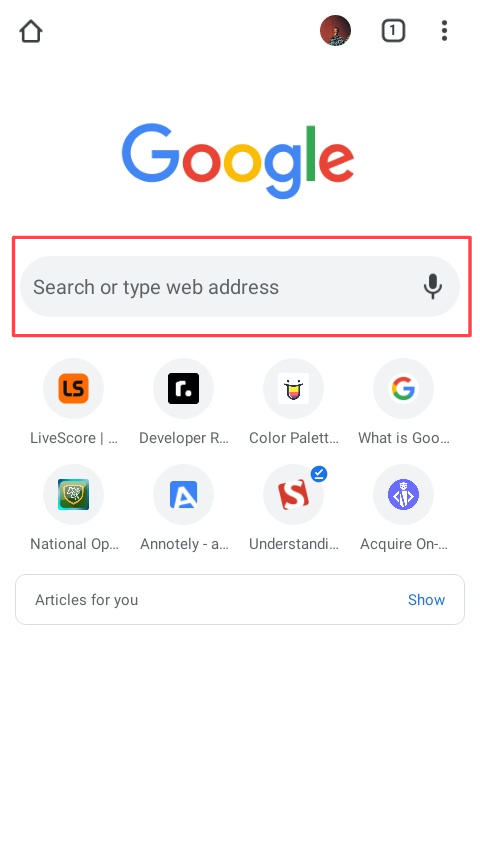 1
Google
Search or type web address
LS
r.
G
LiveScore | ...
Developer R...
Color Palett...
What is Goo...
A
S
National Op...
Annotely - a...
Understandi...
Acquire On-...
Articles for you
Show